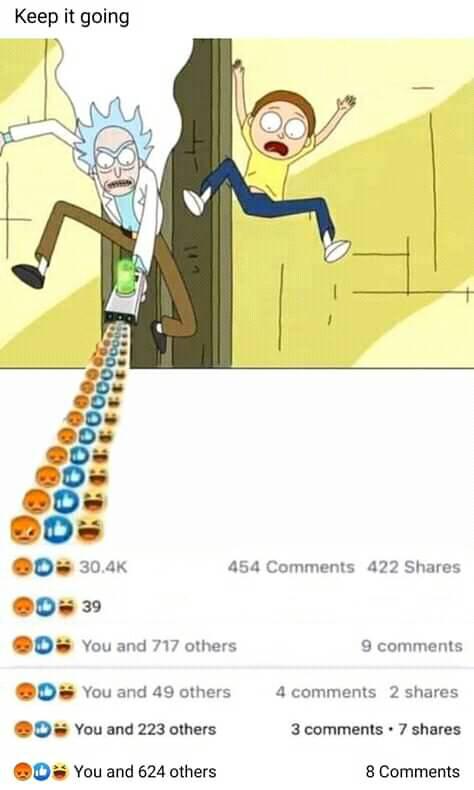 Keep it going
30.4K 454 Comments 422 Shares
39
You and 717 others 9 comments
You and 49 others 4 comments 2 shares
You and 223 others 3 comments • 7 shares
You and 624 others 8 Comments